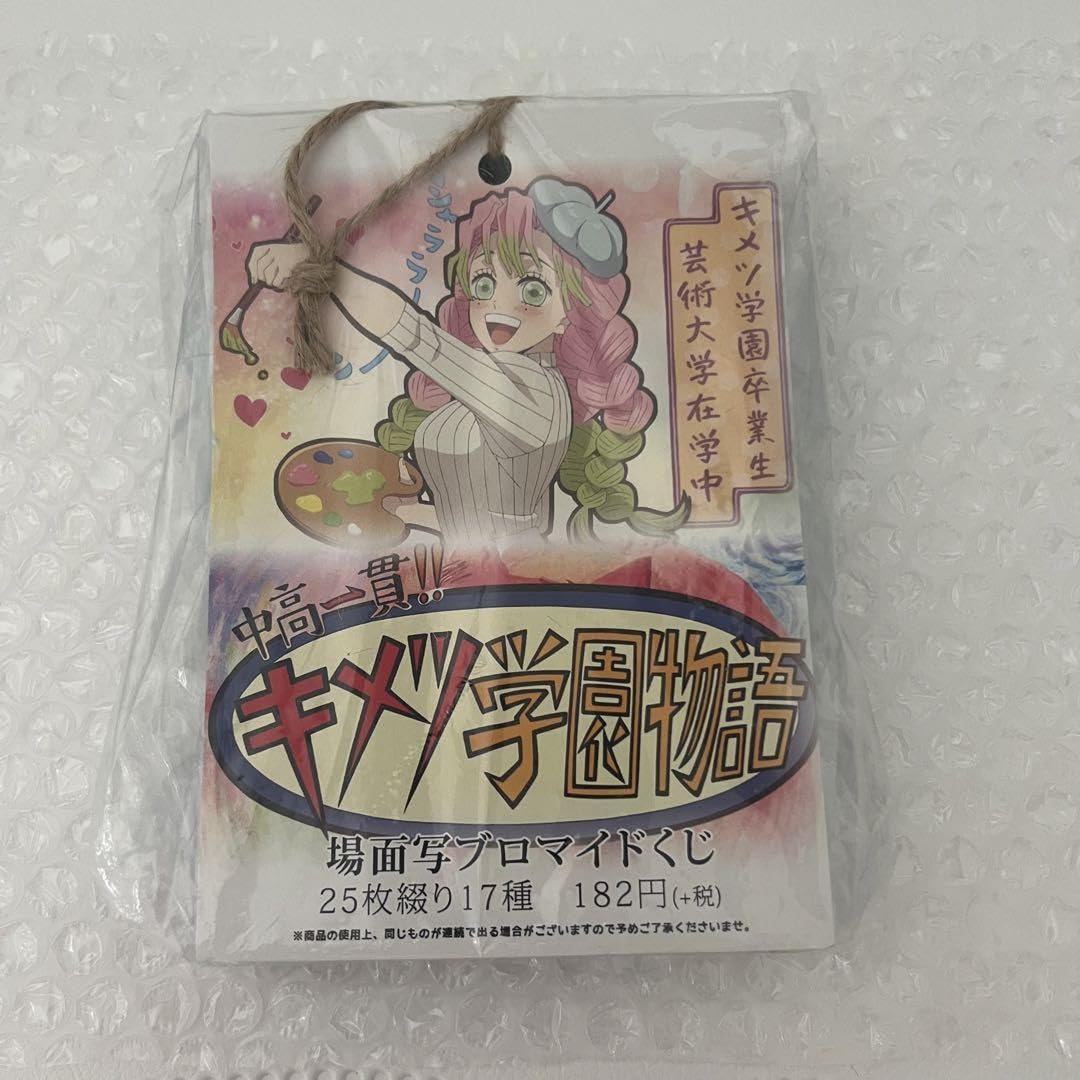 キメツ学園卒業生
芸術大学在学中
中高一貫!!
キメツ学園物語
場面写ブロマイドくじ
25枚綴り17種 182円(+税)
※商品の使用上、同じものが連続で出る場合がございますので予めご了承くださいませ。